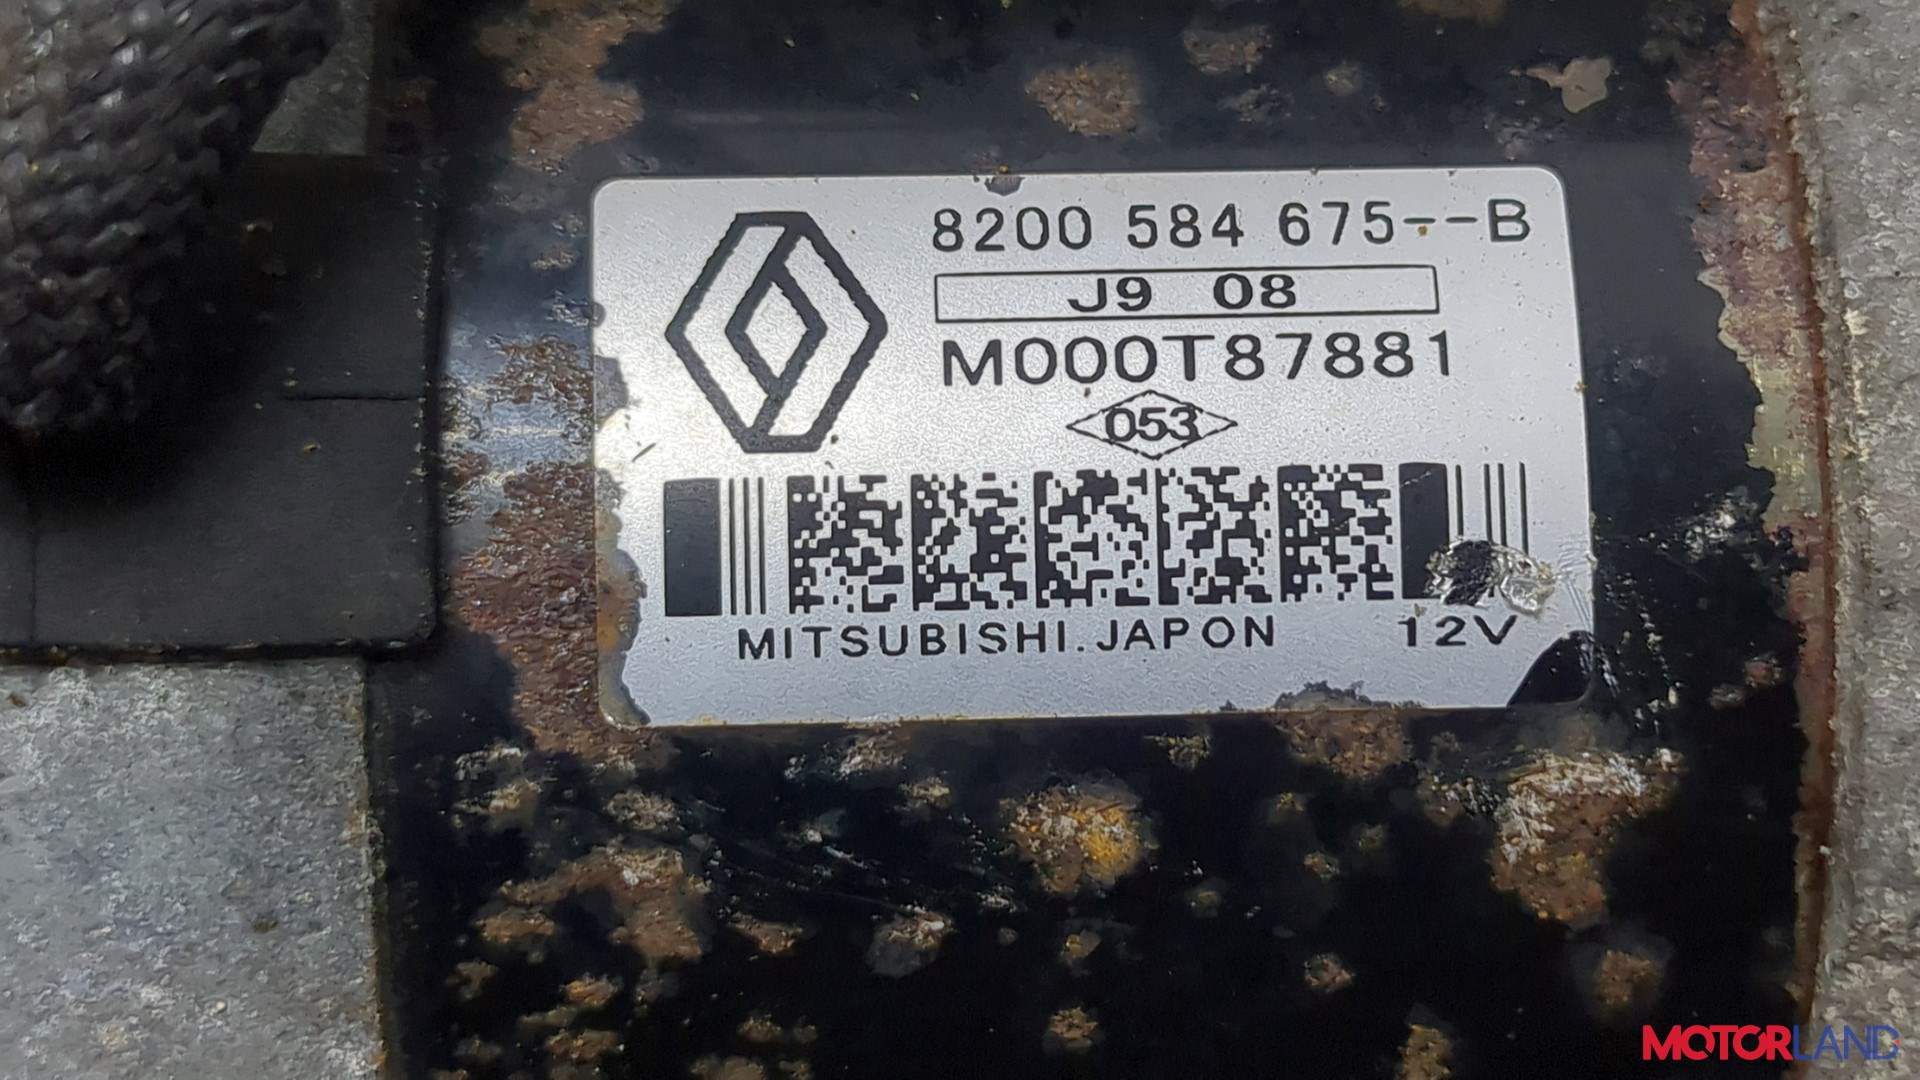 8200 584 675--B
J9 08
M000T87881
053
MITSUBISHI.JAPON 12V
MOTORLAND